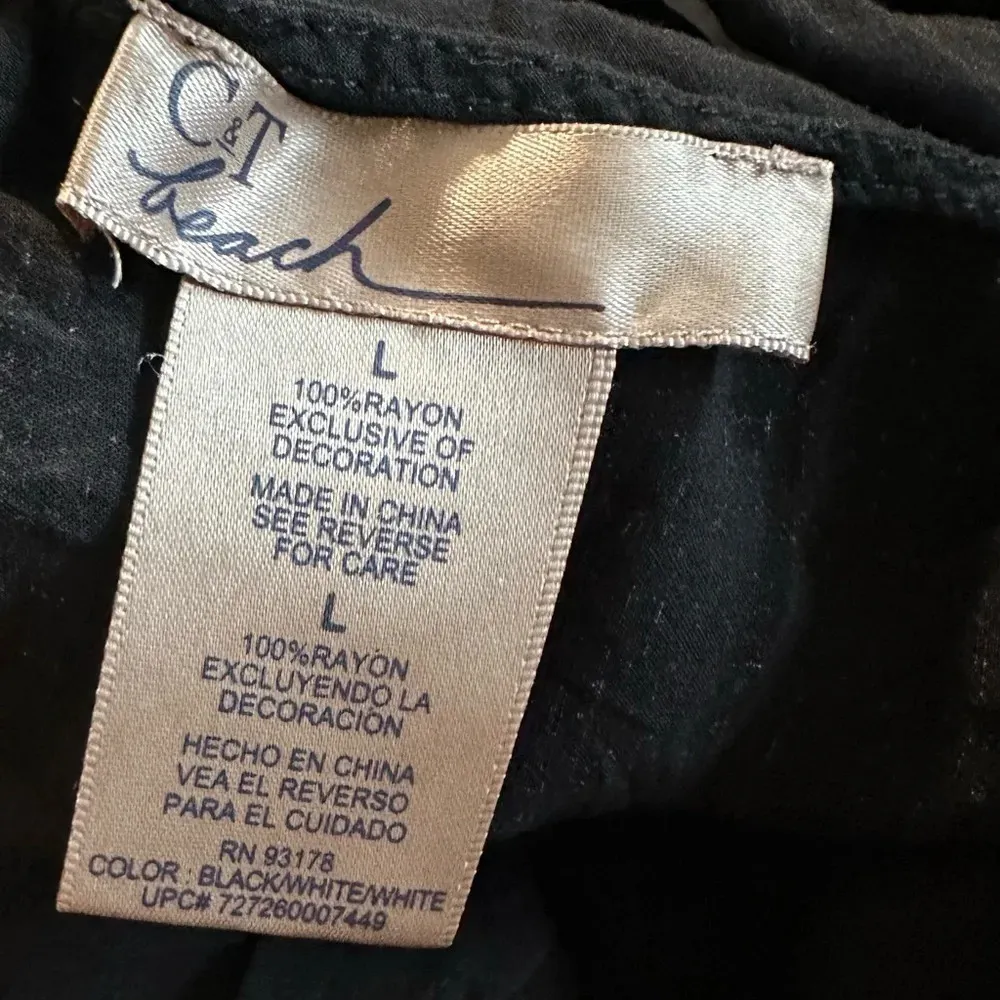 C&T
beach
L
100%RAYON
EXCLUSIVE OF
DECORATION
MADE IN CHINA
SEE REVERSE
FOR CARE
L
100%RAYON
EXCLUYENDO LA
DECORACIÓN
HECHO EN CHINA
VEA EL REVERSO
PARA EL CUIDADO
RN 93178
COLOR : BLACK/WHITE/WHITE
UPC# 727260007449